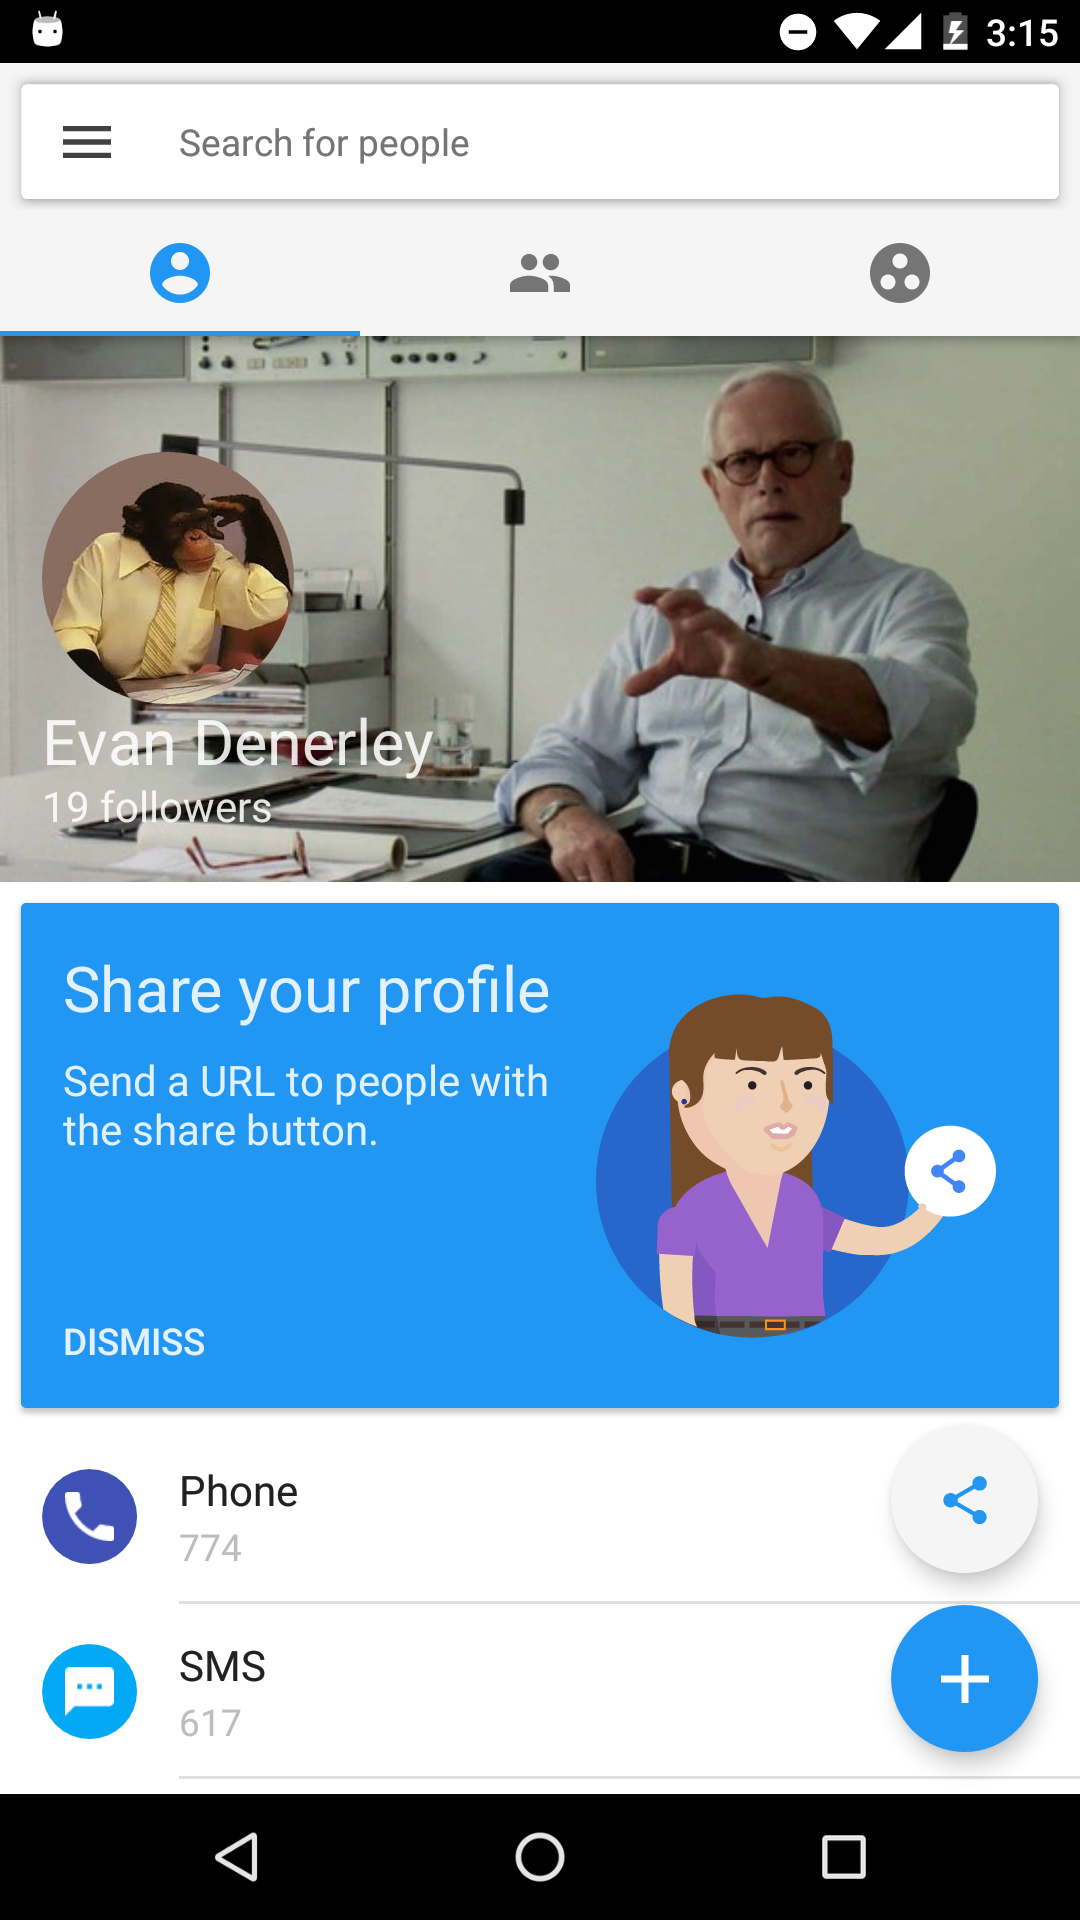 3:15
Search for people
Evan Denerley
19 followers
Share your profile
Send a URL to people with
the share button.
DISMISS
Phone
774
SMS
617